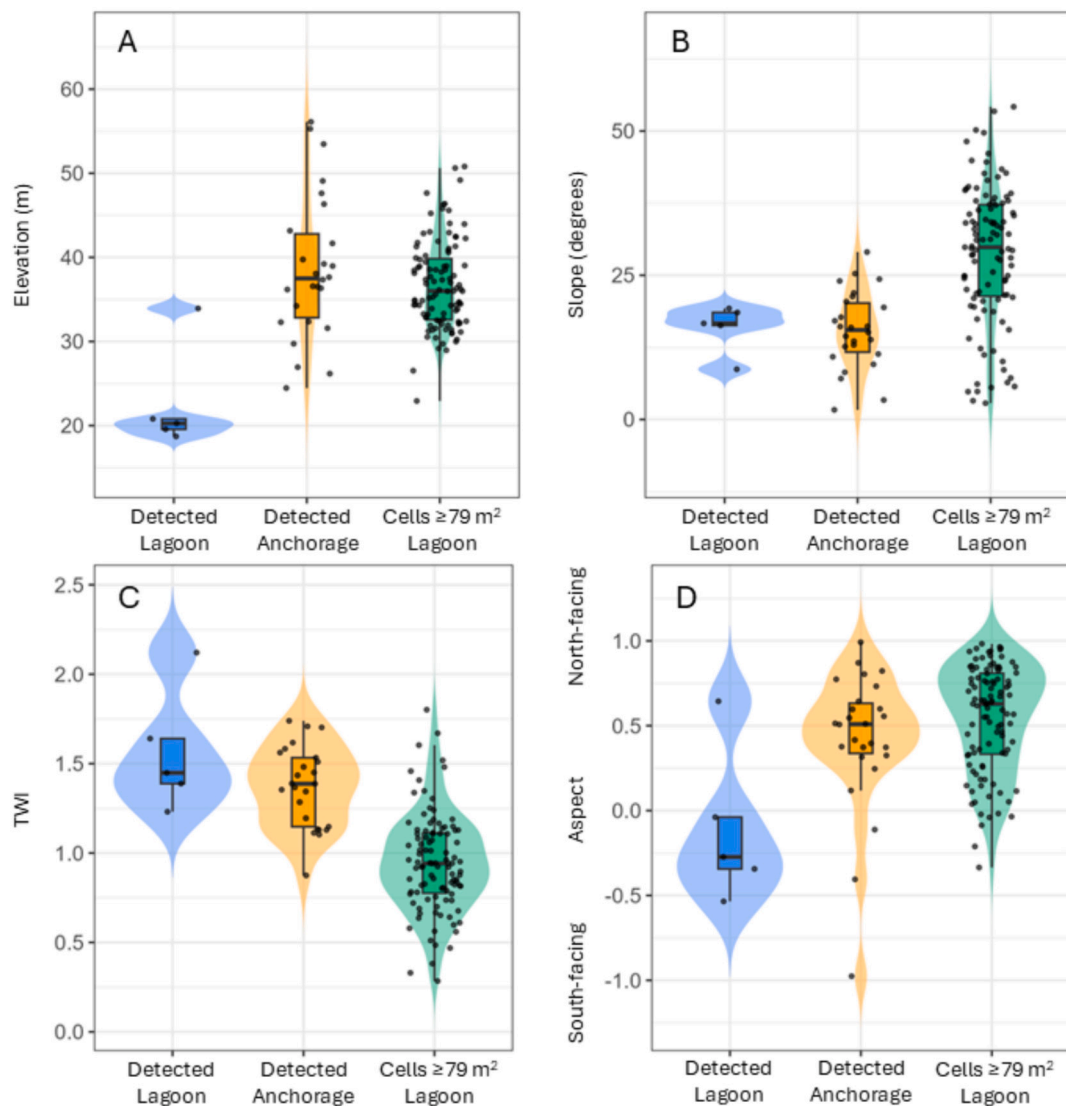 A
Elevation (m)
60
50
40
30
20
Detected Lagoon
Detected Anchorage
Cells ≥79 m²
Lagoon
B
Slope (degrees)
50
25
0
Detected Lagoon
Detected Anchorage
Cells ≥79 m²
Lagoon
C
TWI
2.5
2.0
1.5
1.0
0.5
0.0
Detected
Lagoon
Detected
Anchorage
Cells ≥79 m²
Lagoon
D
North-facing
Aspect
South-facing
1.0
0.5
0.0
-0.5
-1.0
Detected
Lagoon
Detected
Anchorage
Cells ≥79 m²
Lagoon